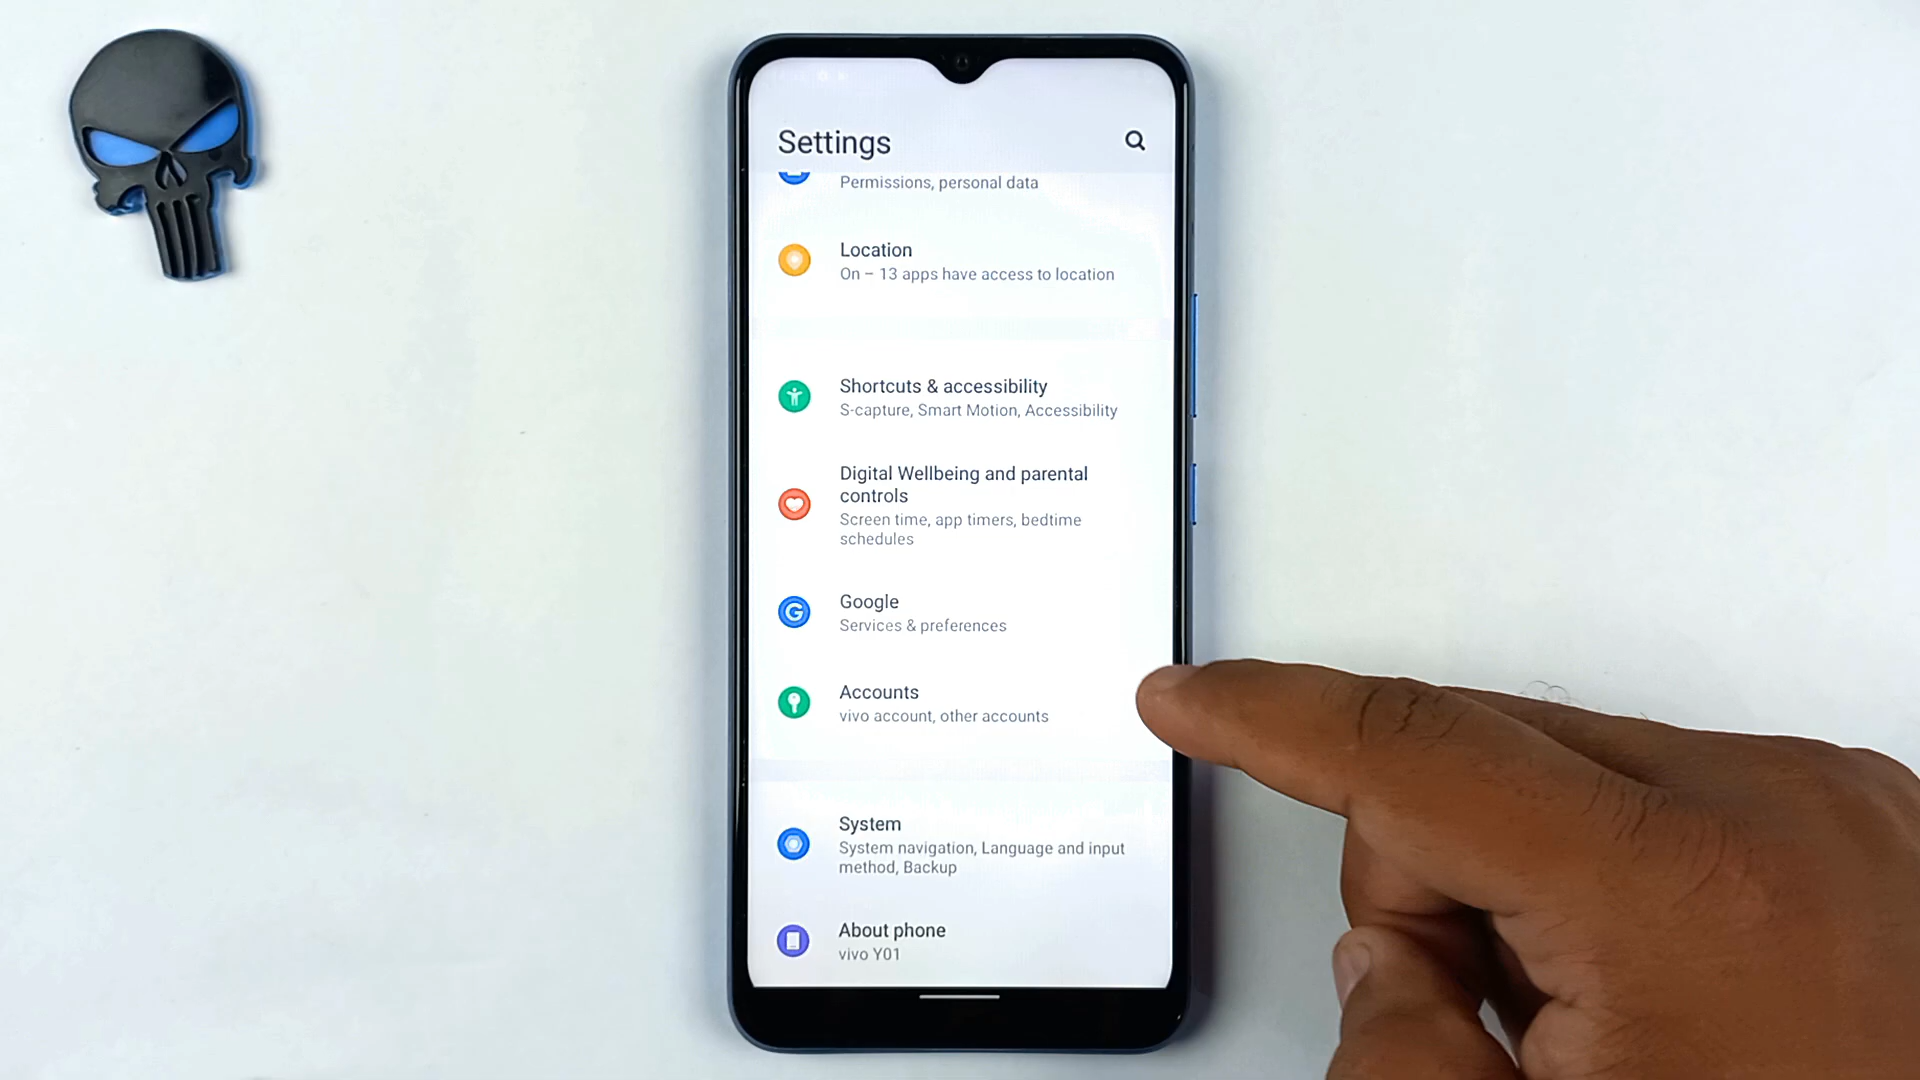 Settings
Permissions, personal data
Location
On – 13 apps have access to location
Shortcuts & accessibility
S-capture, Smart Motion, Accessibility
Digital Wellbeing and parental
controls
Screen time, app timers, bedtime
schedules
Google
Services & preferences
Accounts
vivo account, other accounts
System
System navigation, Language and input
method, Backup
About phone
vivo Y01